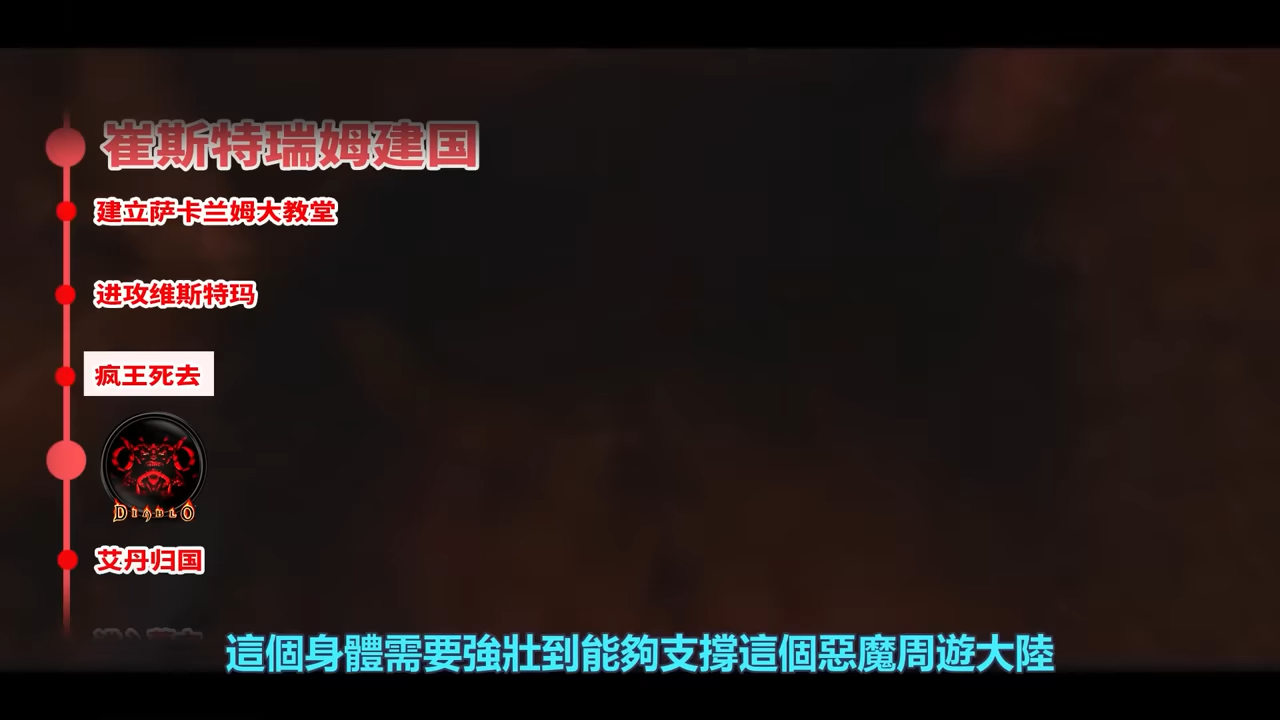 崔斯特瑞姆建国
建立萨卡兰姆大教堂
进攻维斯特玛
疯王死去
DIABLO
艾丹归国
這個身體需要強壯到能夠支撐這個惡魔周遊大陸